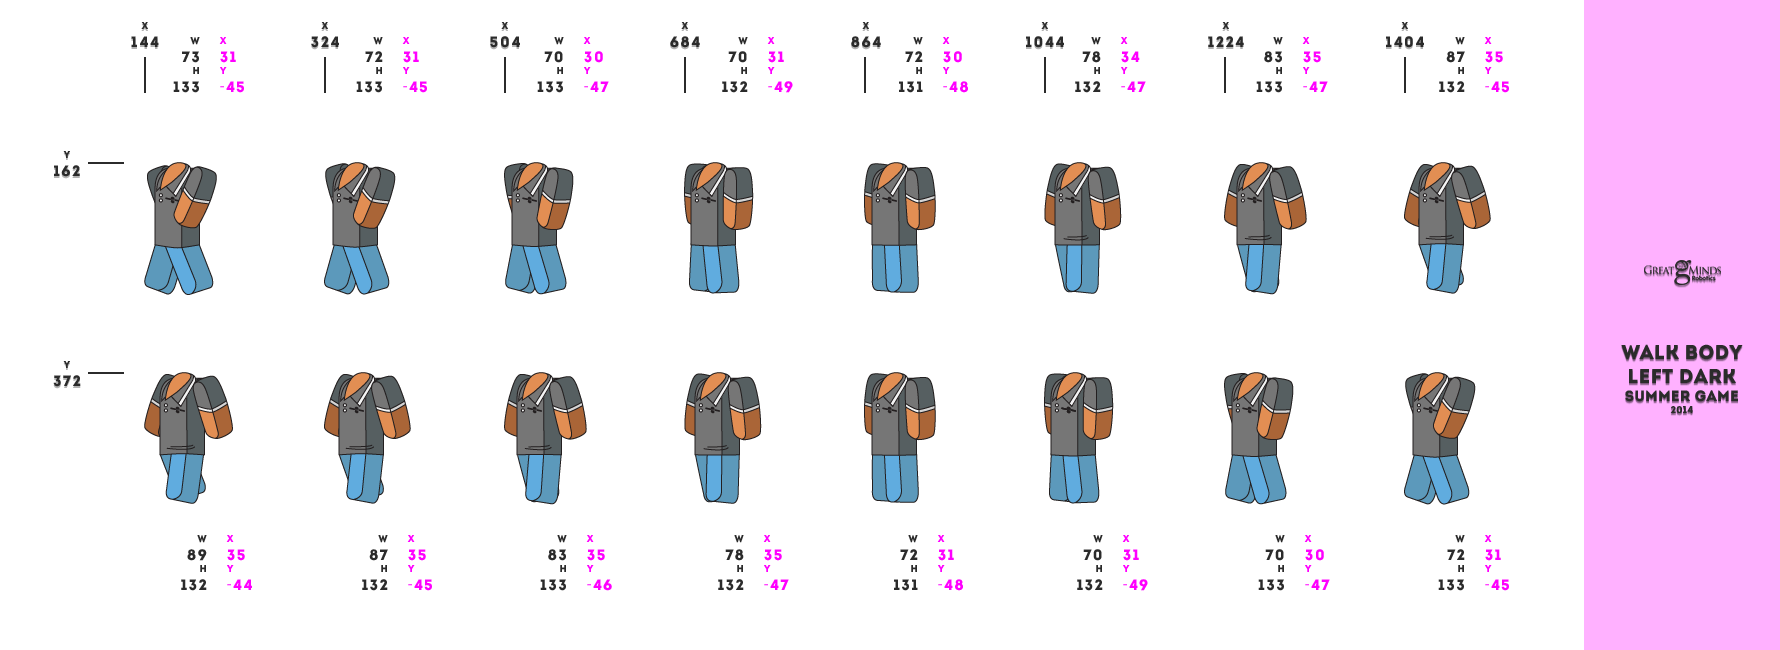 X X X X X X X X
144 324 504 684 864 1044 1224 1404
W X W X W X W X W X W X W X W X
73 31 72 31 70 30 70 31 72 30 78 34 83 35 87 35
H Y H Y H Y H Y H Y H Y H Y H Y
133 -45 133 -45 133 -47 132 -49 131 -48 132 -47 133 -47 132 -45
Y
162
GREAT g MINDS
Robotics
WALK BODY
LEFT DARK
SUMMER GAME
2014
Y
372
W X W X W X W X W X W X W X W X
89 35 87 35 83 35 78 35 72 31 70 31 70 30 72 31
H Y H Y H Y H Y H Y H Y H Y H Y
132 -44 132 -45 133 -46 132 -47 131 -48 132 -49 133 -47 133 -45